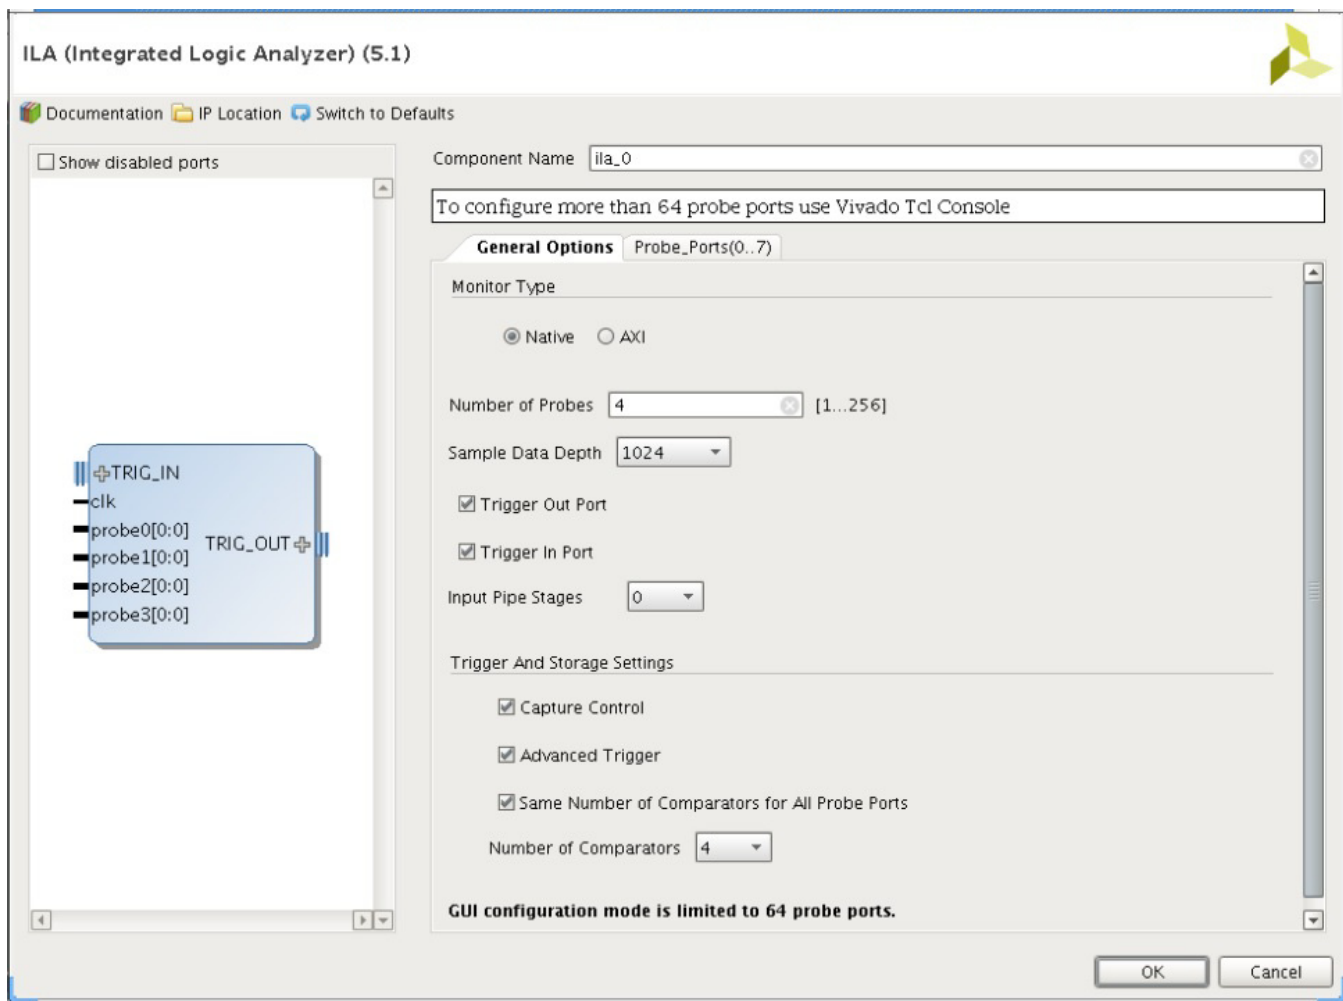 ILA (Integrated Logic Analyzer) (5.1)
Documentation IP Location Switch to Defaults
Show disabled ports
TRIG_IN
clk
probe0[0:0]
TRIG_OUT
probe1[0:0]
probe2[0:0]
probe3[0:0]
Component Name ila_0
To configure more than 64 probe ports use Vivado Tcl Console
General Options Probe_Ports(0..7)
Monitor Type
Native AXI
Number of Probes 4 [1...256]
Sample Data Depth 1024
Trigger Out Port
Trigger In Port
Input Pipe Stages 0
Trigger And Storage Settings
Capture Control
Advanced Trigger
Same Number of Comparators for All Probe Ports
Number of Comparators 4
GUI configuration mode is limited to 64 probe ports.
OK Cancel